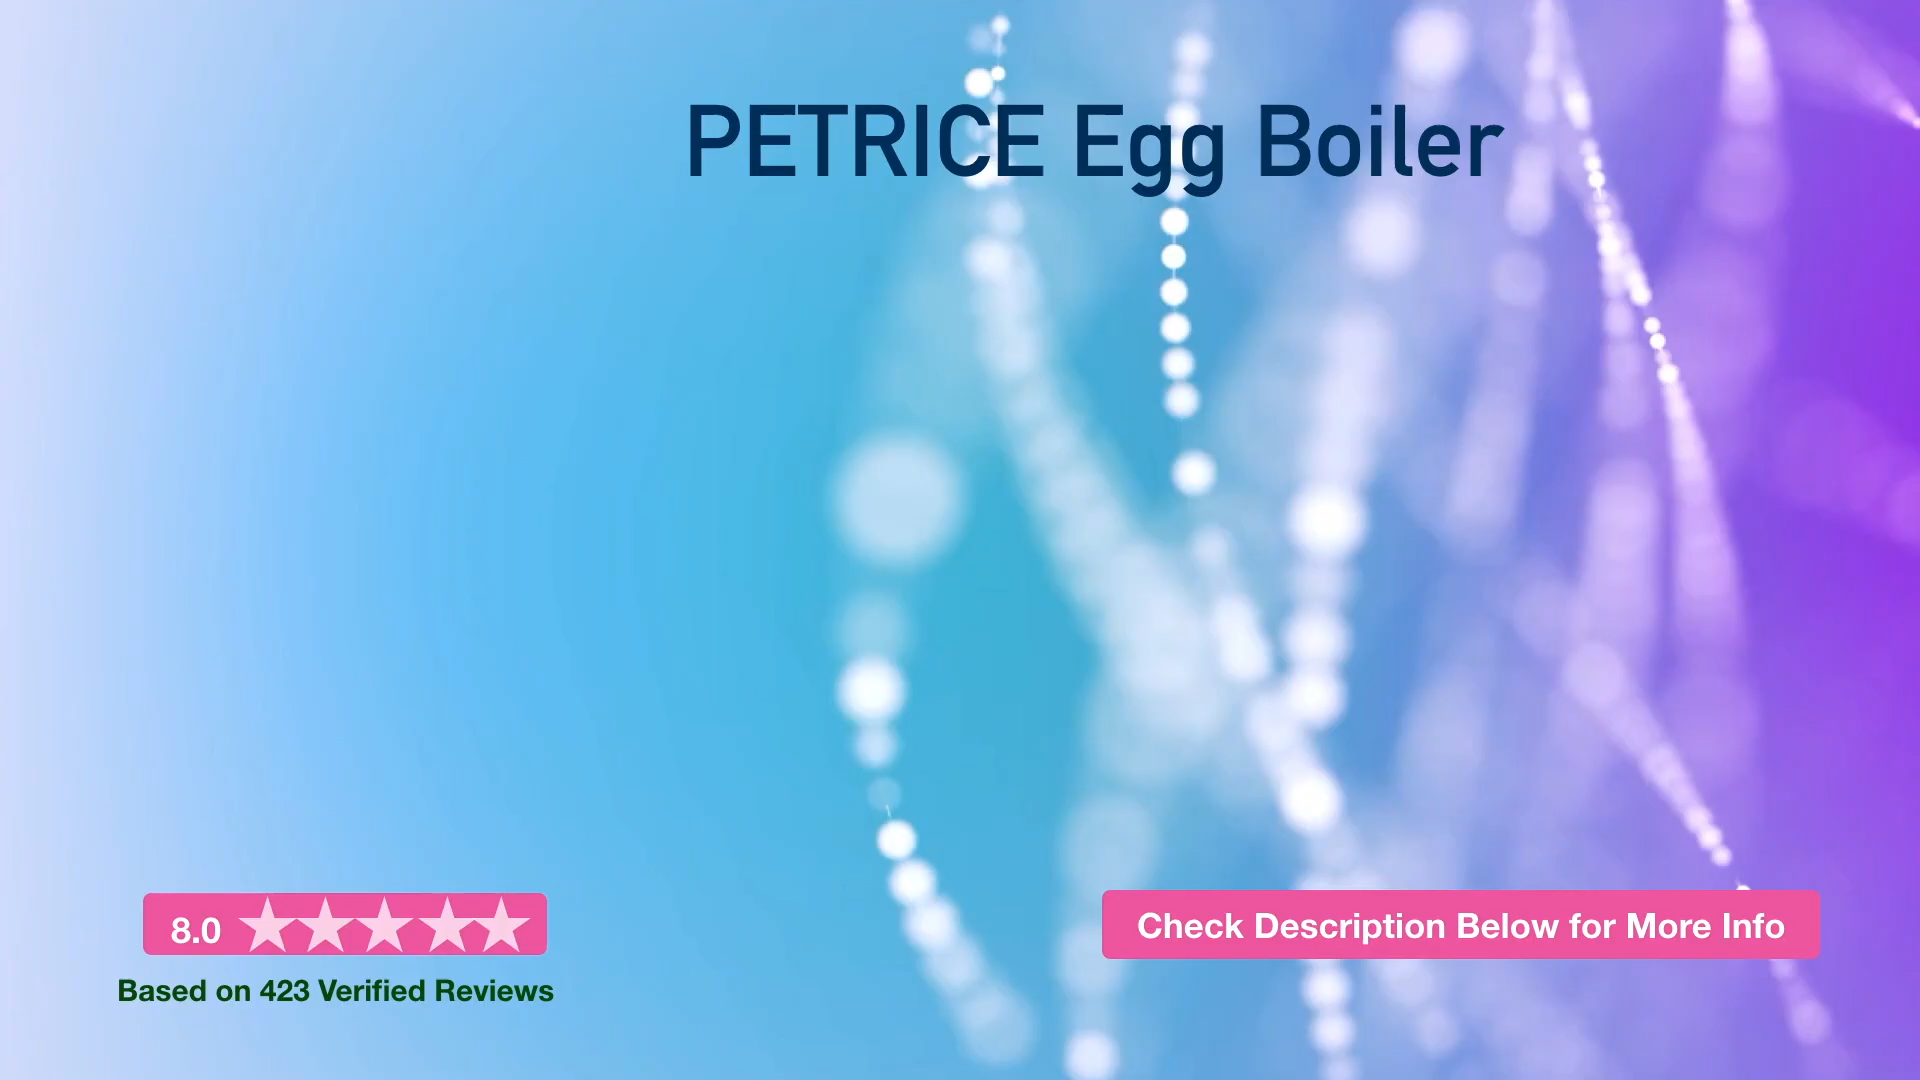 PETRICE Egg Boiler
8.0
Check Description Below for More Info
Based on 423 Verified Reviews